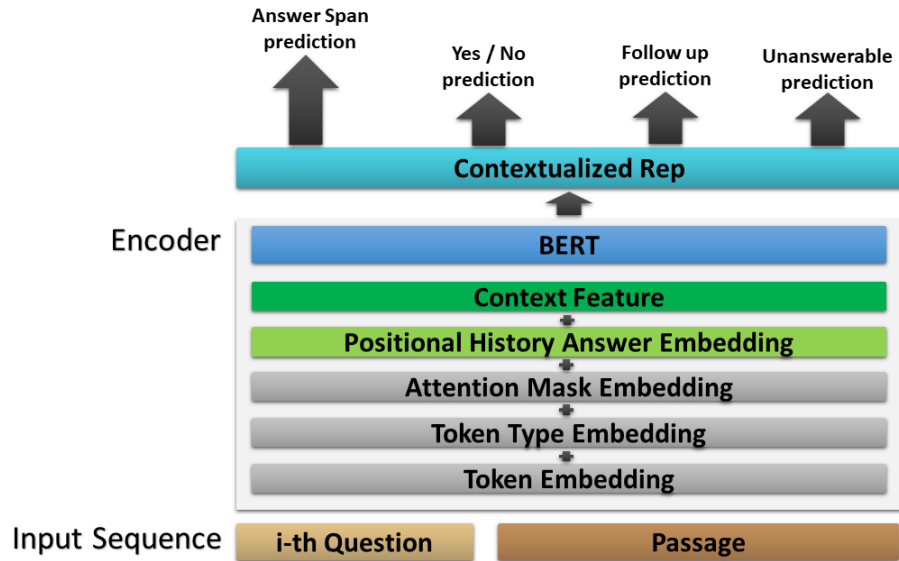 Answer Span
prediction
Yes / No
prediction
Follow up
prediction
Unanswerable
prediction
Contextualized Rep
Encoder
BERT
Context Feature
Positional History Answer Embedding
Attention Mask Embedding
Token Type Embedding
Token Embedding
Input Sequence
i-th Question
Passage